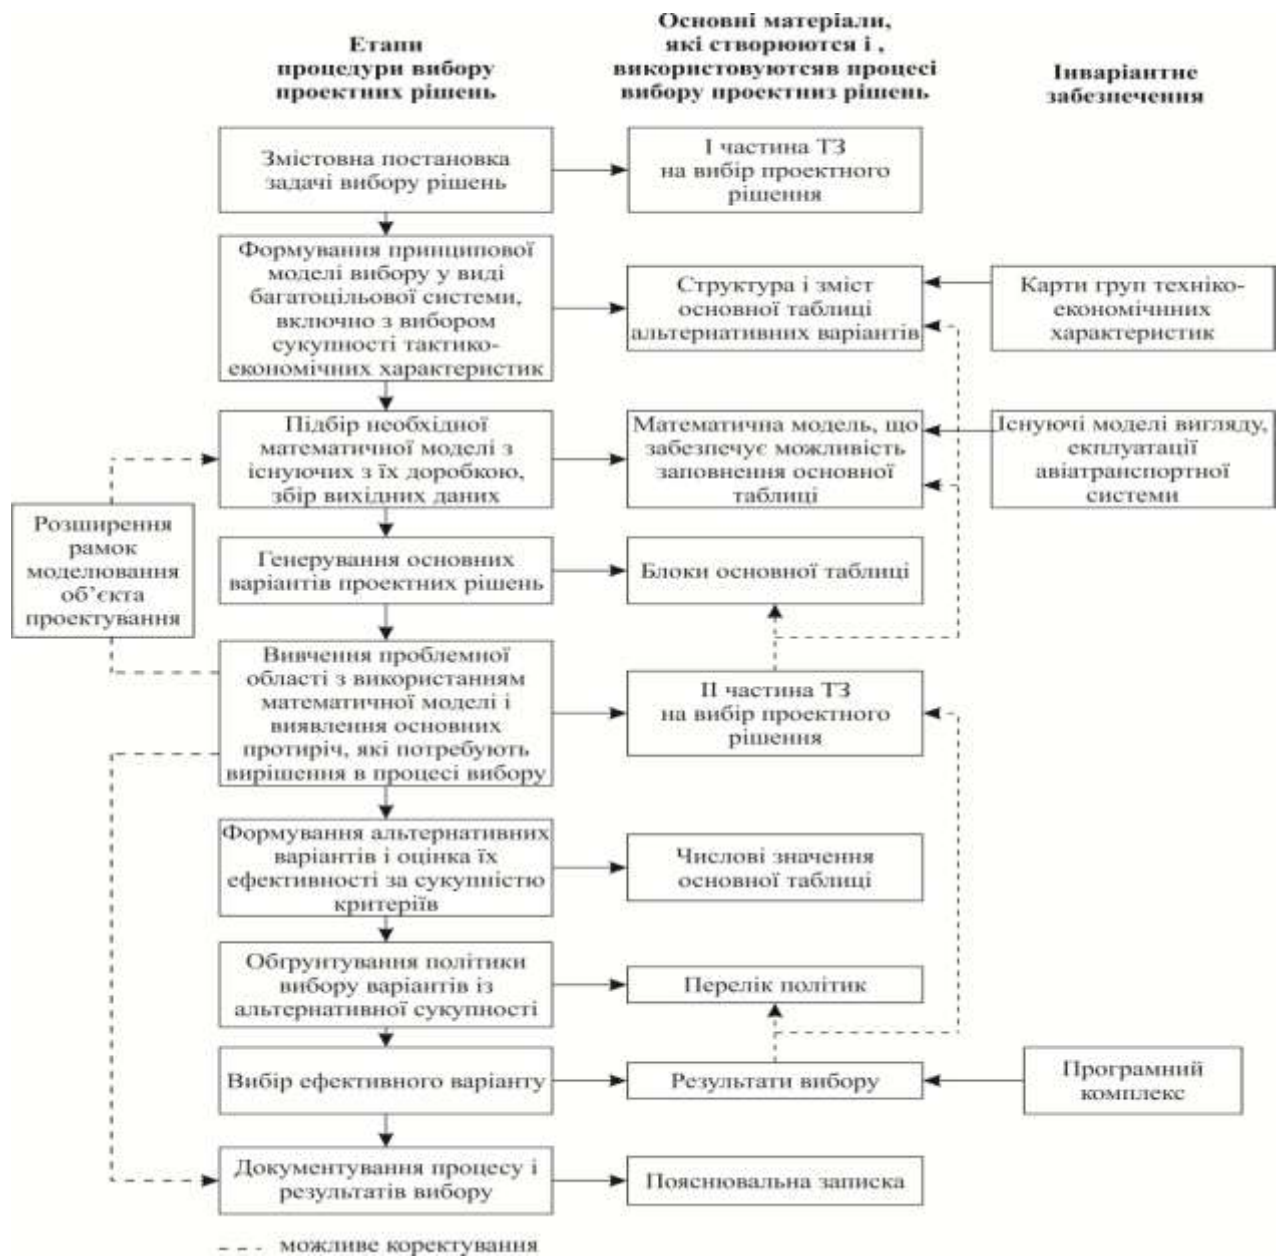 Етапи
процедури вибору
проектних рішень
Основні матеріали,
які створюються і ,
використовуютсяв процесі
вибору проектниз рішень
Інваріантне
забезпечення
Змістовна постановка
задачі вибору рішень
І частина ТЗ
на вибір проектного
рішення
Формування принципової
моделі вибору у виді
багатоцільової системи,
включно з вибором
сукупності тактико-
економічних характеристик
Структура і зміст
основної таблиці
альтернативних варіантів
Карти груп техніко-
економічнних
характеристик
Підбір необхідної
математичної моделі з
існуючих з їх доробкою,
збір вихідних даних
Математична модель, що
забезпечує можливість
заповнення основної
таблиці
Існуючі моделі вигляду,
екплуатації
авіатранспортної
системи
Розширення
рамок
моделювання
об’єкта
проектування
Генерування основних
варіантів проектних рішень
Блоки основної таблиці
Вивчення проблемної
області з використанням
математичної моделі і
виявлення основних
протиріч, які потребують
вирішення в процесі вибору
ІІ частина ТЗ
на вибір проектного
рішення
Формування альтернативних
варіантів і оцінка їх
ефективності за сукупністю
критеріїв
Числові значення
основної таблиці
Обґрунтування політики
вибору варіантів із
альтернативної сукупності
Перелік політик
Вибір ефективного варіанту
Результати вибору
Програмний
комплекс
Документування процесу і
результатів вибору
Пояснювальна записка
можливе коректування